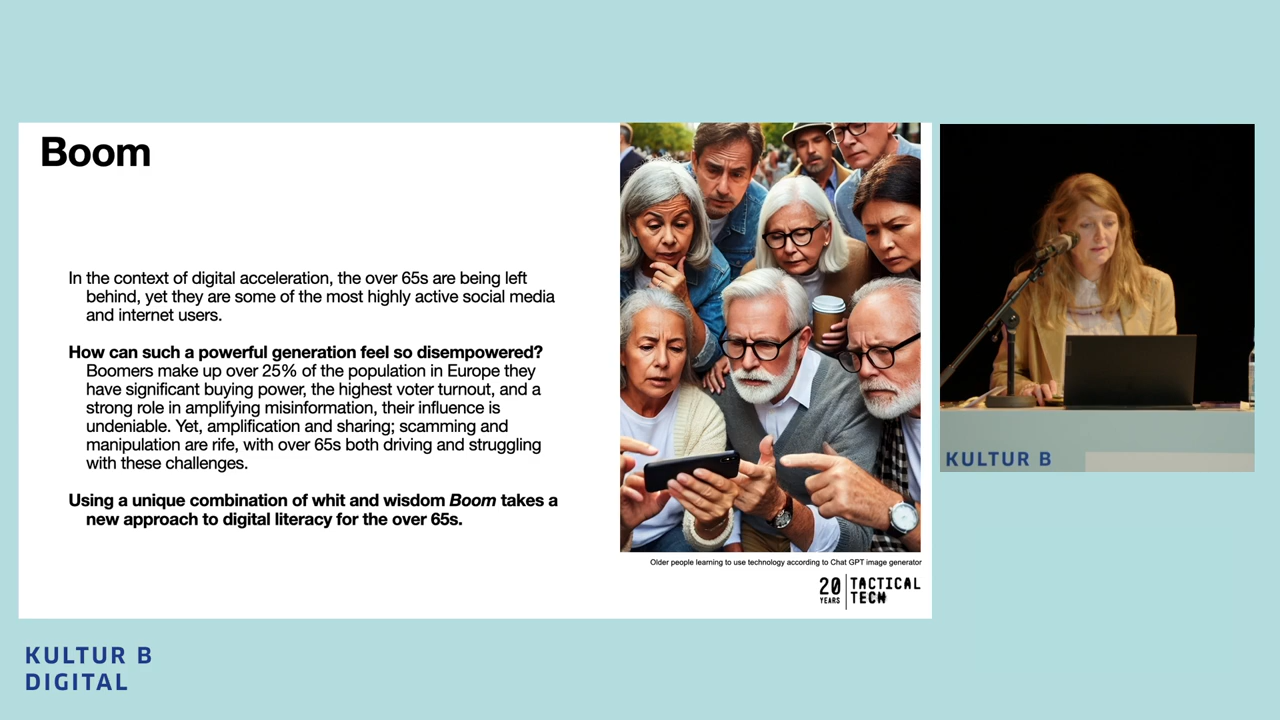 Boom
In the context of digital acceleration, the over 65s are being left
behind, yet they are some of the most highly active social media
and internet users.
How can such a powerful generation feel so disempowered?
Boomers make up over 25% of the population in Europe they
have significant buying power, the highest voter turnout, and a
strong role in amplifying misinformation, their influence is
undeniable. Yet, amplification and sharing; scamming and
manipulation are rife, with over 65s both driving and struggling
with these challenges.
Using a unique combination of whit and wisdom Boom takes a
new approach to digital literacy for the over 65s.
Older people learning to use technology according to Chat GPT image generator
20 YEARS
TACTICAL
TECH
KULTUR B
KULTUR B
DIGITAL